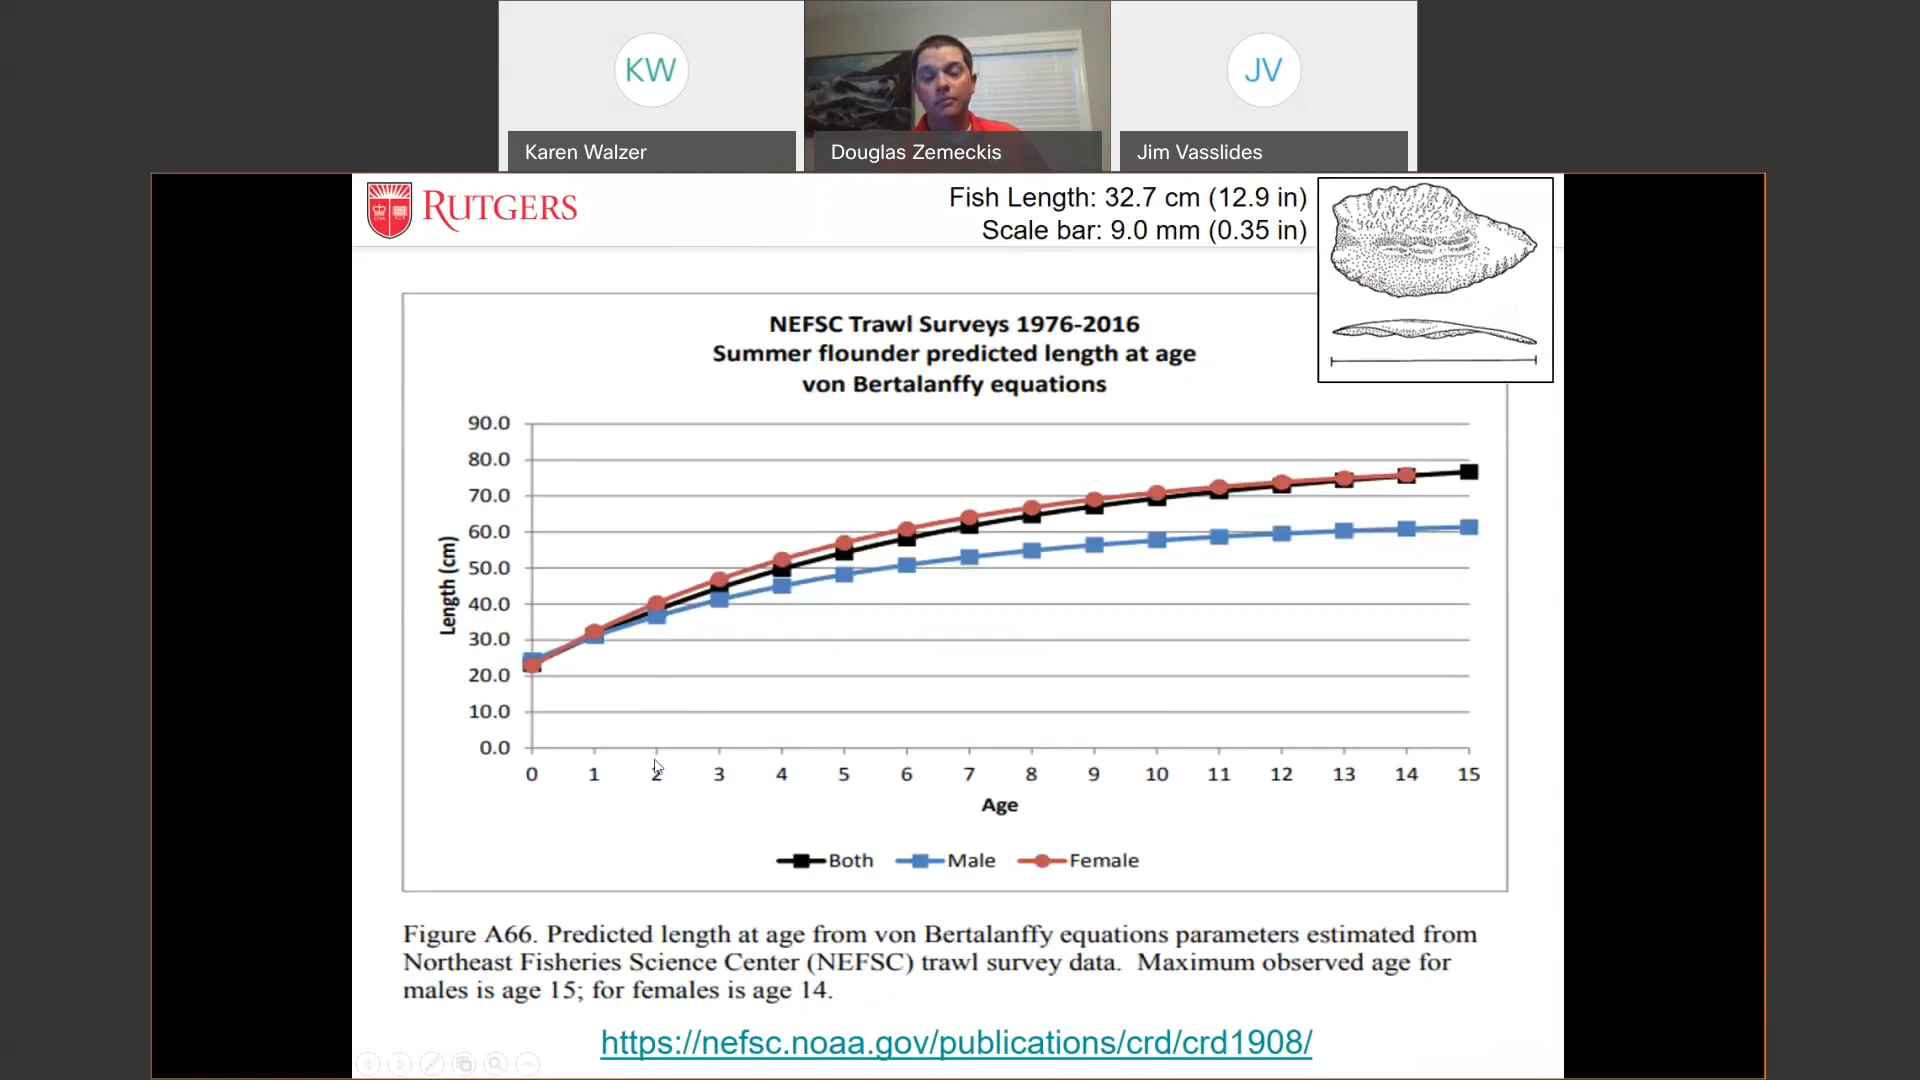 KW
JV
Karen Walzer
Douglas Zemeckis
Jim Vasslides
RUTGERS
Fish Length: 32.7 cm (12.9 in)
Scale bar: 9.0 mm (0.35 in)
NEFSC Trawl Surveys 1976-2016
Summer flounder predicted length at age
von Bertalanffy equations
90.0
80.0
70.0
60.0
50.0
40.0
30.0
20.0
10.0
0.0
Length (cm)
0 1 2 3 4 5 6 7 8 9 10 11 12 13 14 15
Age
Both Male Female
Figure A66. Predicted length at age from von Bertalanffy equations parameters estimated from
Northeast Fisheries Science Center (NEFSC) trawl survey data. Maximum observed age for
males is age 15; for females is age 14.
https://nefsc.noaa.gov/publications/crd/crd1908/